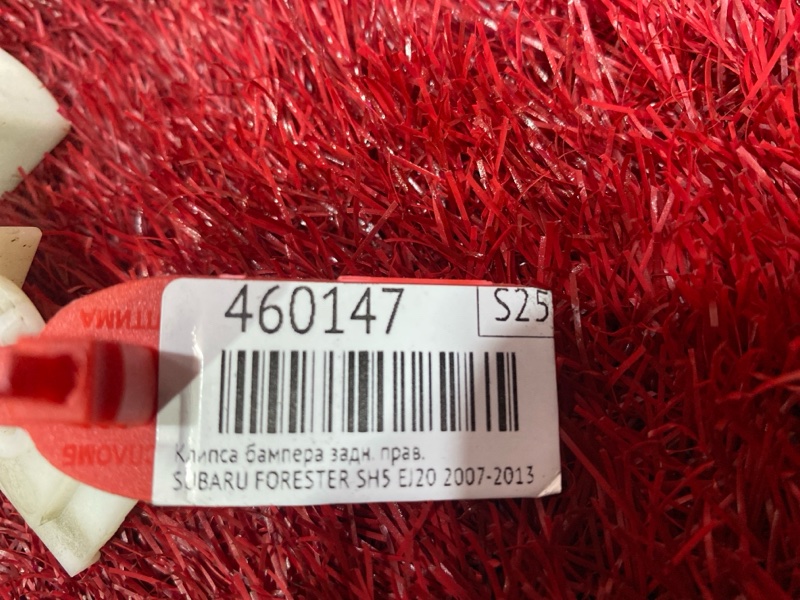 460147
S25
Клипса бампера задн. прав.
SUBARU FORESTER SH5 EJ20 2007-2013